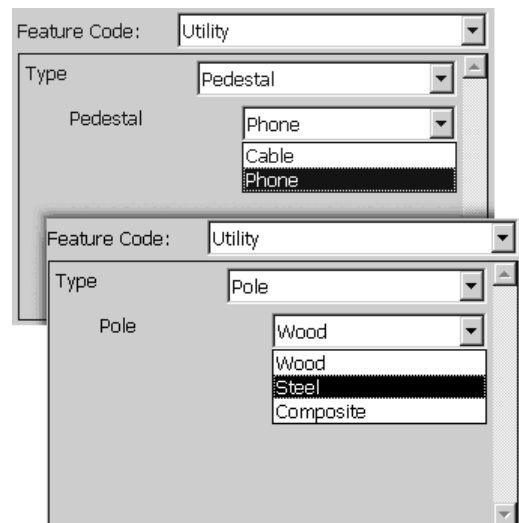 Feature Code: Utility
Type Pedestal
Pedestal Phone
Cable
Phone
Feature Code: Utility
Type Pole
Pole Wood
Wood
Steel
Composite